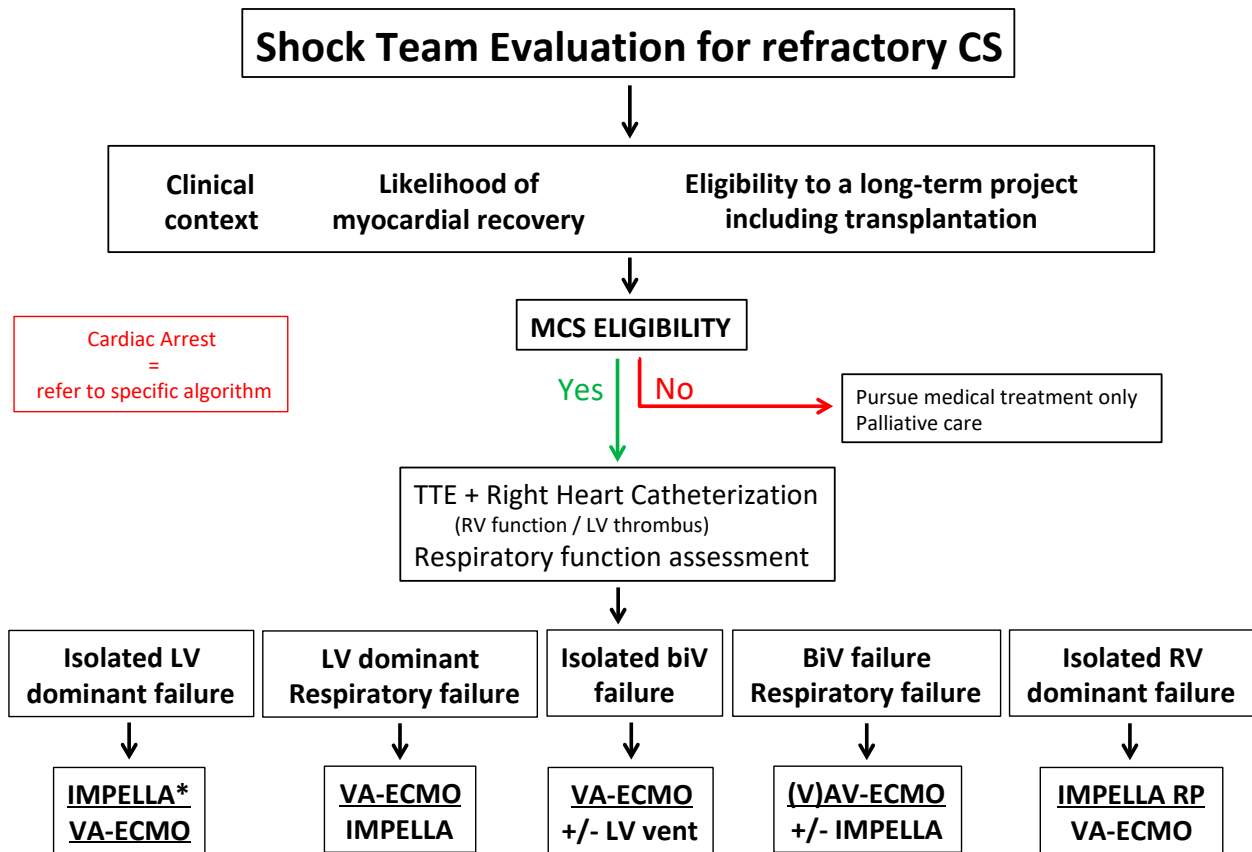 Shock Team Evaluation for refractory CS
Clinical
context
Likelihood of
myocardial recovery
Eligibility to a long-term project
including transplantation
MCS ELIGIBILITY
Cardiac Arrest
=
refer to specific algorithm
Yes
No
Pursue medical treatment only
Palliative care
TTE + Right Heart Catheterization
(RV function / LV thrombus)
Respiratory function assessment
Isolated LV
dominant failure
LV dominant
Respiratory failure
Isolated biV
failure
BiV failure
Respiratory failure
Isolated RV
dominant failure
IMPELLA*
VA-ECMO
VA-ECMO
IMPELLA
VA-ECMO
+/- LV vent
(V)AV-ECMO
+/- IMPELLA
IMPELLA RP
VA-ECMO